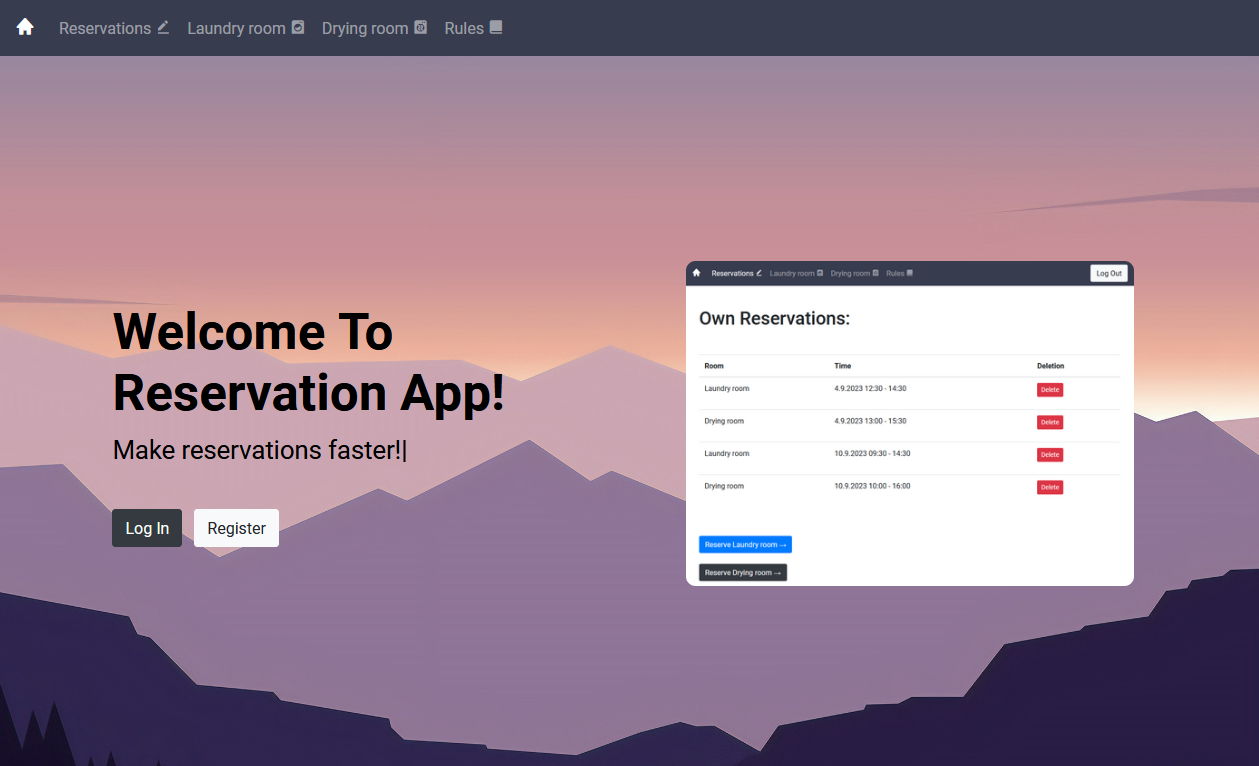 Reservations Laundry room Drying room Rules
Welcome To
Reservation App!
Make reservations faster!|
Log In Register
Reservations Laundry room Drying room Rules Log Out
Own Reservations:
Room Time Deletion
Laundry room 4.9.2023 12:30 - 14:30 Delete
Drying room 4.9.2023 13:00 - 15:30 Delete
Laundry room 10.9.2023 09:30 - 14:30 Delete
Drying room 10.9.2023 10:00 - 16:00 Delete
Reserve Laundry room →
Reserve Drying room →